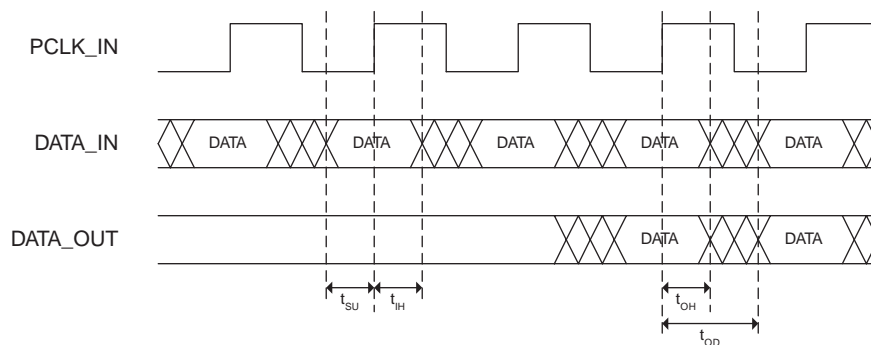 PCLK_IN
DATA_IN
DATA DATA DATA DATA DATA
DATA_OUT
DATA DATA
tSU tIH tOH
tOD